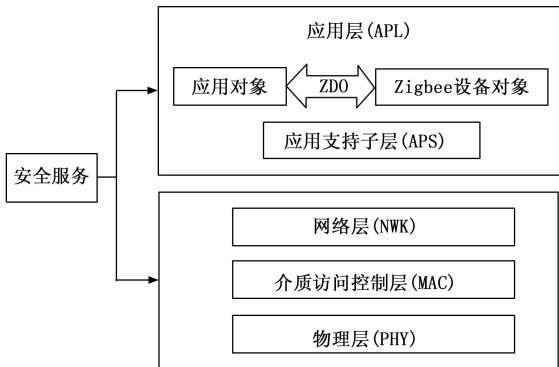 应用层(APL)
应用对象
ZDO
Zigbee设备对象
应用支持子层(APS)
安全服务
网络层(NWK)
介质访问控制层(MAC)
物理层(PHY)